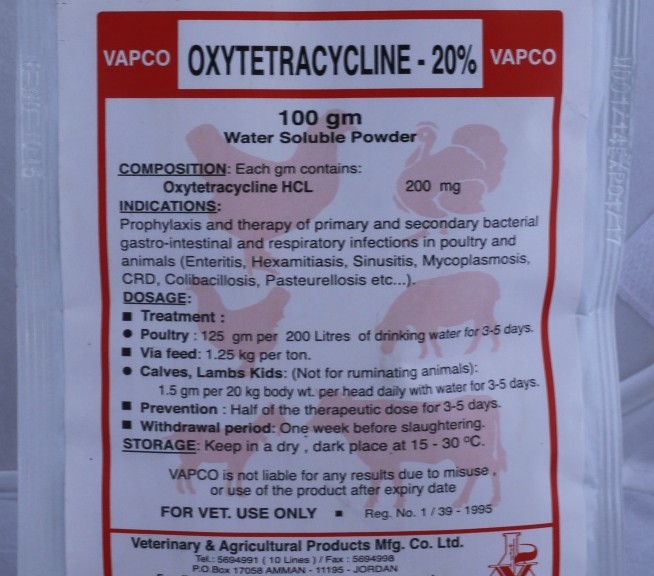 VAPCO OXYTETRACYCLINE - 20% VAPCO
100 gm
Water Soluble Powder
COMPOSITION: Each gm contains:
Oxytetracycline HCL 200 mg
INDICATIONS:
Prophylaxis and therapy of primary and secondary bacterial
gastro-intestinal and respiratory infections in poultry and
animals (Enteritis, Hexamitiasis, Sinusitis, Mycoplasmosis,
CRD, Colibacillosis, Pasteurellosis etc...).
DOSAGE:
■ Treatment :
● Poultry : 125 gm per 200 Litres of drinking water for 3-5 days.
■ Via feed: 1.25 kg per ton.
● Calves, Lambs Kids: (Not for ruminating animals):
1.5 gm per 20 kg body wt. per head daily with water for 3-5 days.
■ Prevention : Half of the therapeutic dose for 3-5 days.
■ Withdrawal period: One week before slaughtering.
STORAGE: Keep in a dry , dark place at 15 - 30 ºC.
VAPCO is not liable for any results due to misuse ,
or use of the product after expiry date
FOR VET. USE ONLY ■ Reg. No. 1 / 39 - 1995
Veterinary & Agricultural Products Mfg. Co. Ltd.
Tel.: 5694991 ( 10 Lines ) / Fax : 5694998
P.O.Box 17058 AMMAN - 11195 - JORDAN